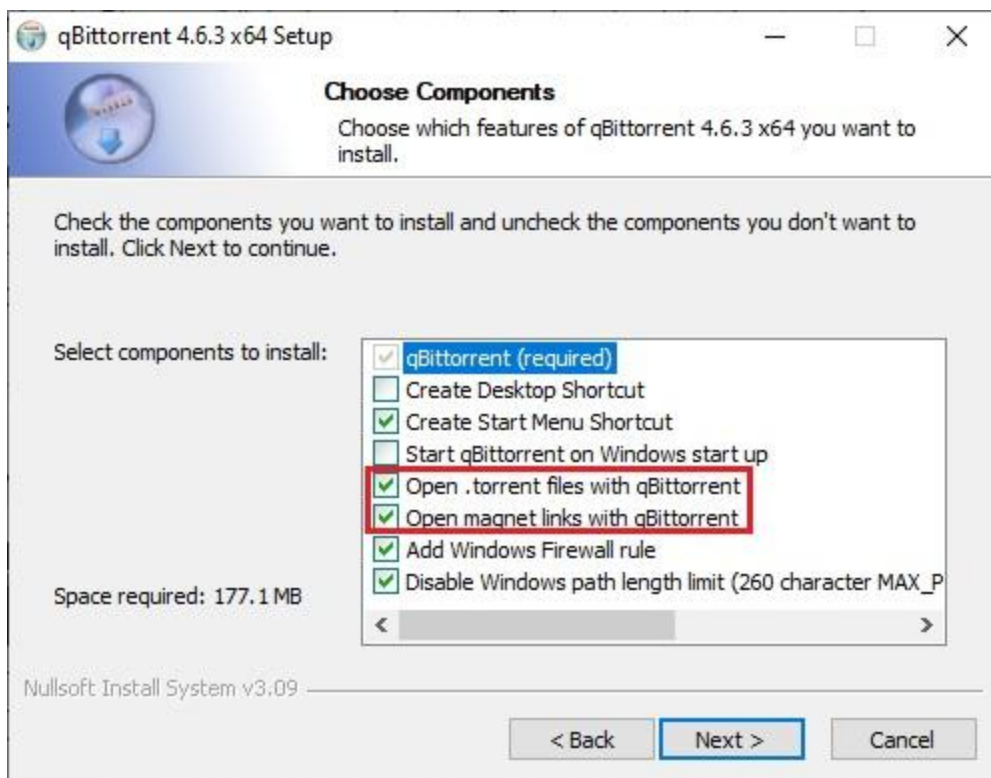 qBittorrent 4.6.3 x64 Setup
Choose Components
Choose which features of qBittorrent 4.6.3 x64 you want to
install.
Check the components you want to install and uncheck the components you don't want to
install. Click Next to continue.
Select components to install:
qBittorrent (required)
Create Desktop Shortcut
Create Start Menu Shortcut
Start qBittorrent on Windows start up
Open .torrent files with qBittorrent
Open magnet links with qBittorrent
Add Windows Firewall rule
Disable Windows path length limit (260 character MAX_P
Space required: 177.1 MB
Nullsoft Install System v3.09
< Back
Next >
Cancel